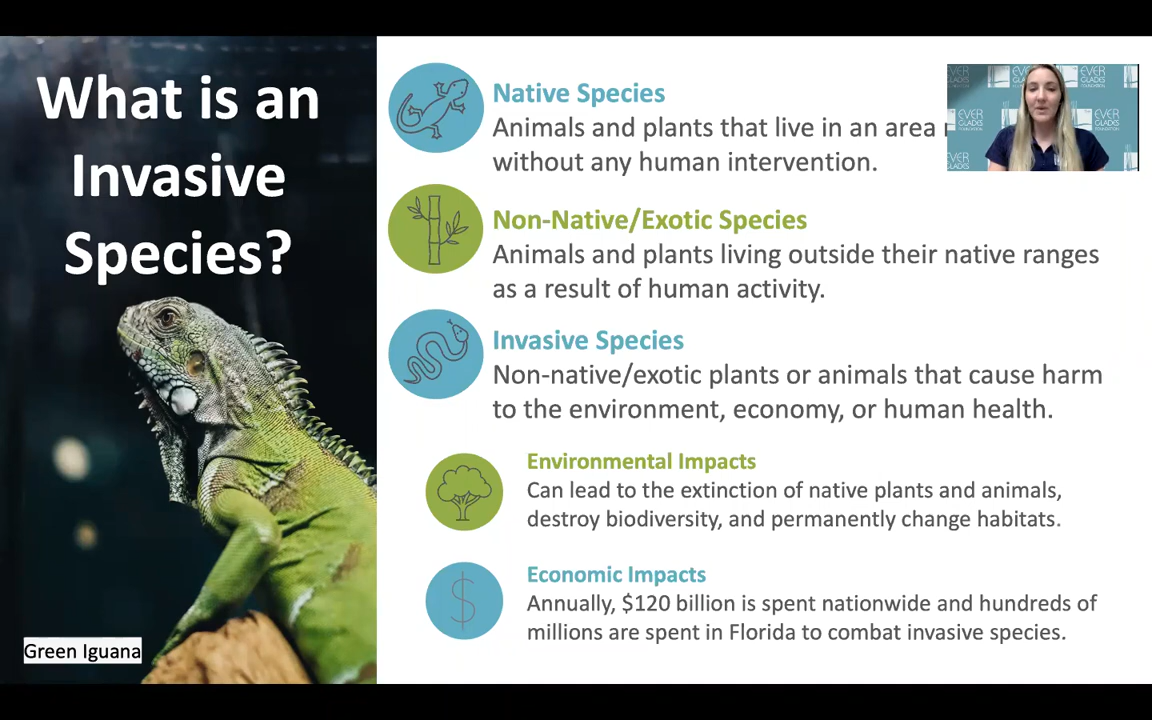 What is an
Invasive
Species?
Green Iguana
Native Species
Animals and plants that live in an area
without any human intervention.
Non-Native/Exotic Species
Animals and plants living outside their native ranges
as a result of human activity.
Invasive Species
Non-native/exotic plants or animals that cause harm
to the environment, economy, or human health.
Environmental Impacts
Can lead to the extinction of native plants and animals,
destroy biodiversity, and permanently change habitats.
$
Economic Impacts
Annually, $120 billion is spent nationwide and hundreds of
millions are spent in Florida to combat invasive species.
EVER
GLADES
FOUNDATION